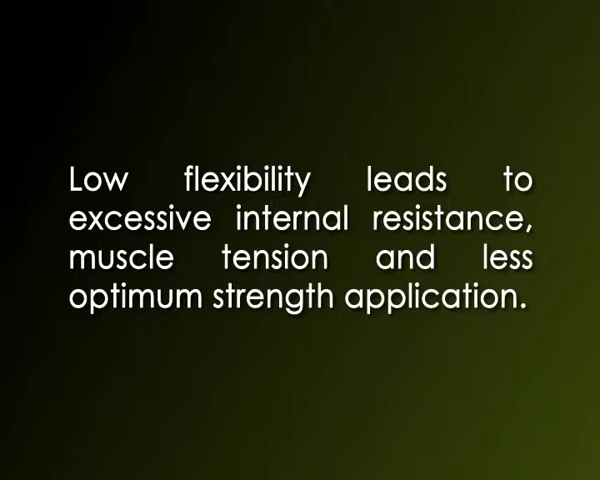 Low flexibility leads to
excessive internal resistance,
muscle tension and less
optimum strength application.